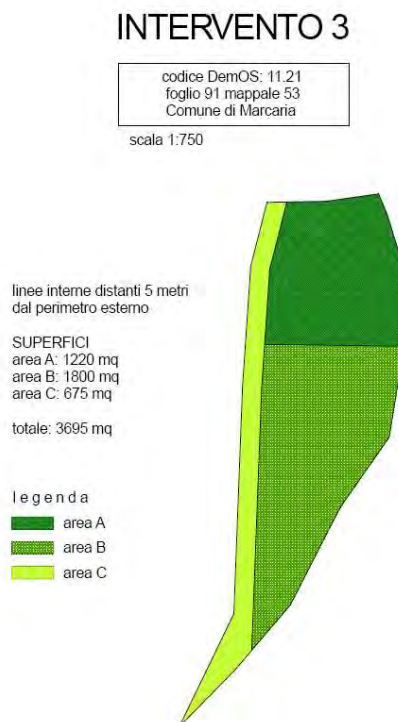 INTERVENTO 3
codice DemOS: 11.21
foglio 91 mappale 53
Comune di Marcaria
scala 1:750
linee interne distanti 5 metri
dal perimetro esterno
SUPERFICI
area A: 1220 mq
area B: 1800 mq
area C: 675 mq
totale: 3695 mq
legenda
area A
area B
area C